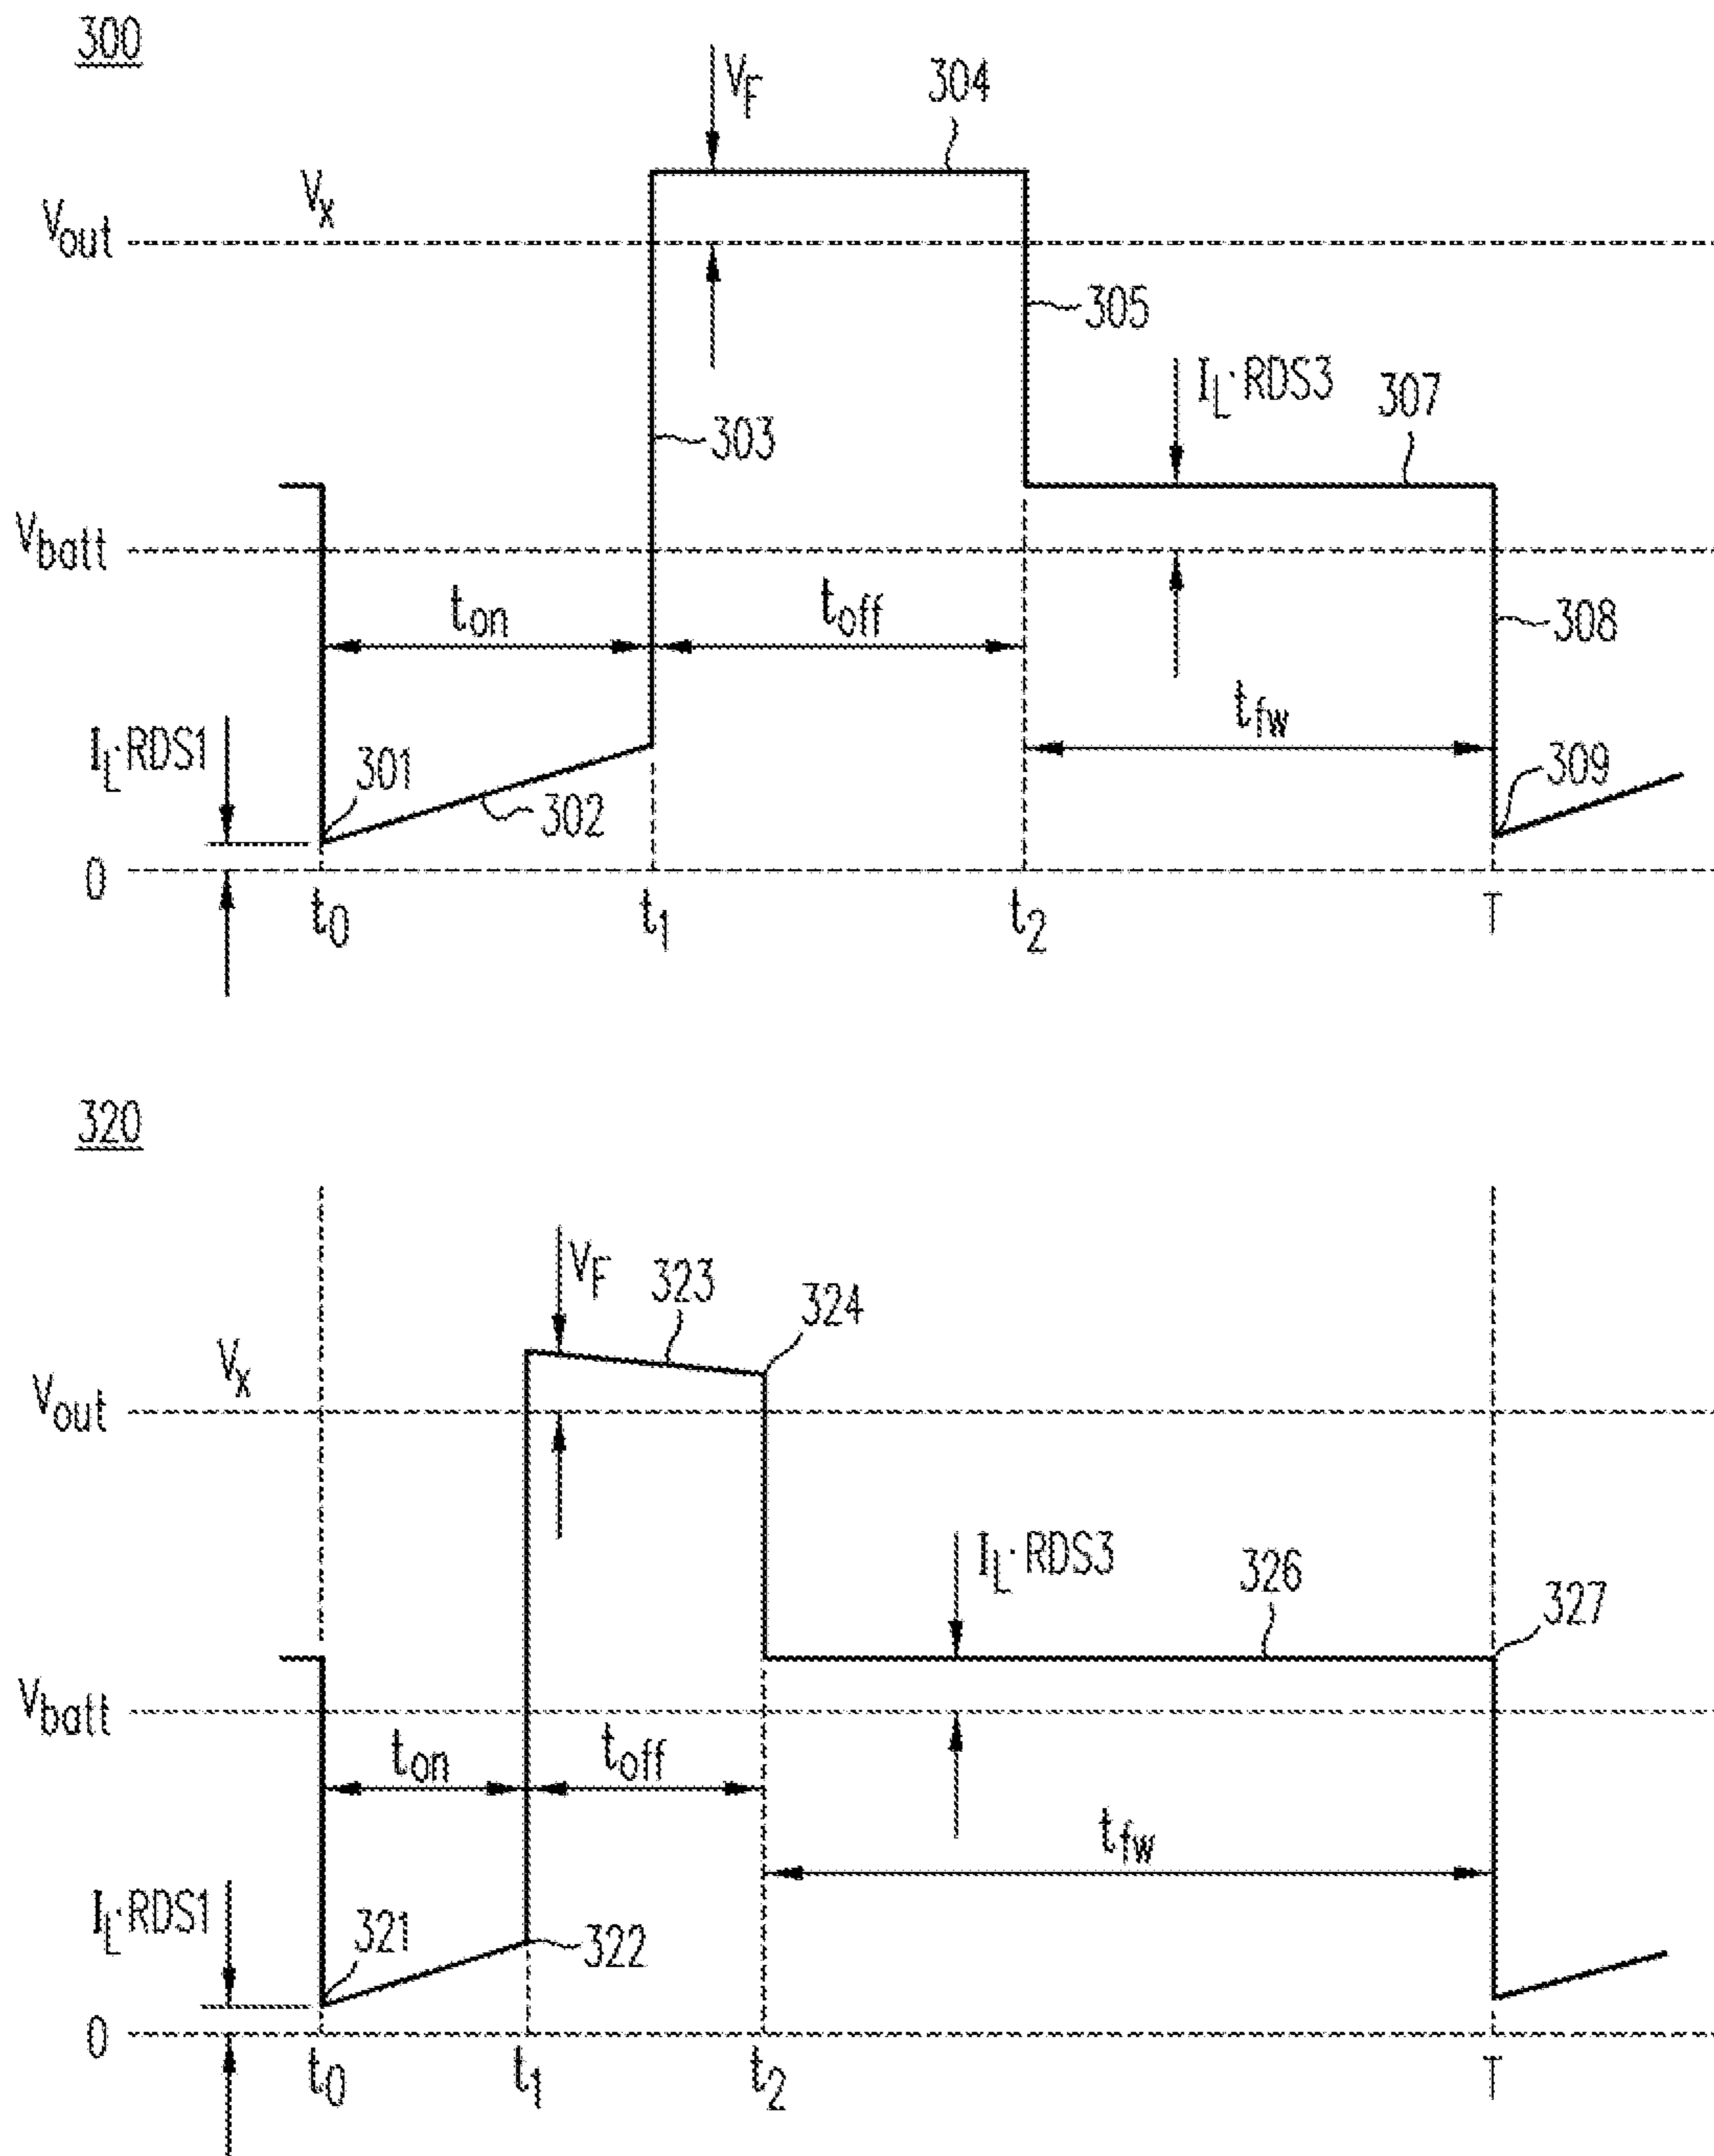 300
V_F
304
V_x
V_out
305
I_L·RDS3
307
303
V_batt
t_on
t_off
308
t_fw
I_L·RDS1
301
302
309
0
t_0
t_1
t_2
T
320
V_F
323
324
V_x
V_out
I_L·RDS3
326
327
V_batt
t_on
t_off
t_fw
I_L·RDS1
321
322
0
t_0
t_1
t_2
T